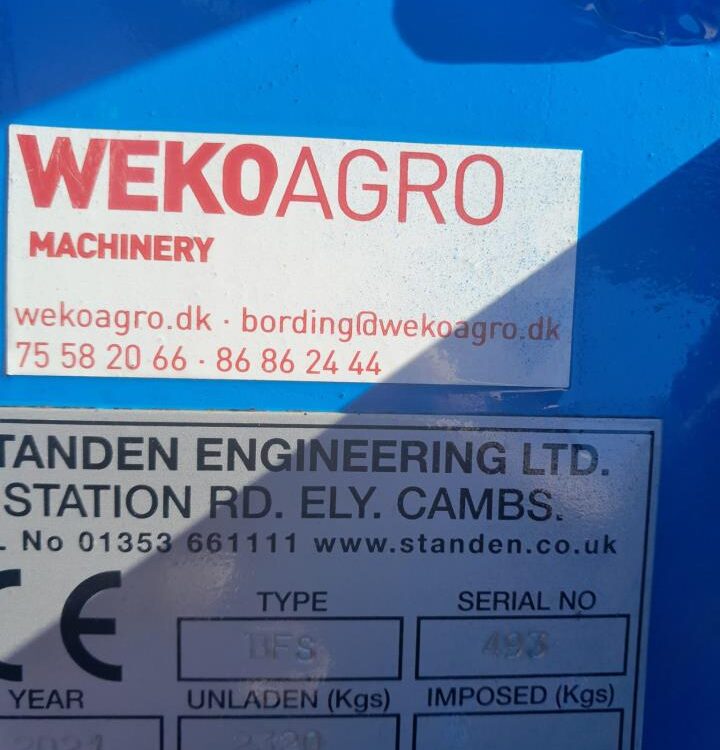 WEKOAGRO
MACHINERY
wekoagro.dk · bording@wekoagro.dk
75 58 20 66 · 86 86 24 44
TANDEN ENGINEERING LTD.
STATION RD. ELY. CAMBS.
L No 01353 661111 www.standen.co.uk
CE
TYPE SERIAL NO
493
YEAR UNLADEN (Kgs) IMPOSED (Kgs)